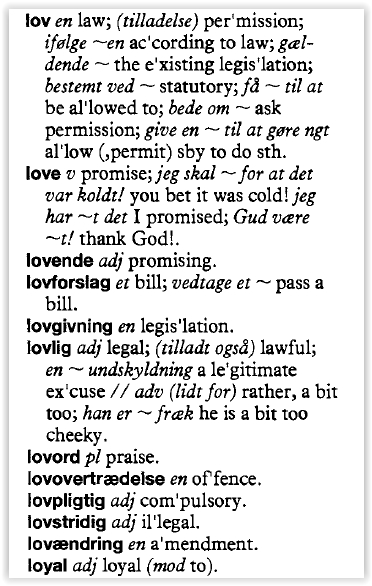 lov en law; (tilladelse) per'mission;
ifølge ~en ac'cording to law; gæl-
dende ~ the e'xisting legis'lation;
bestemt ved ~ statutory; få ~ til at
be al'lowed to; bede om ~ ask
permission; give en ~ til at gøre ngt
al'low (,permit) sby to do sth.
love v promise; jeg skal ~ for at det
var koldt! you bet it was cold! jeg
har ~t det I promised; Gud være
~t! thank God!.
lovende adj promising.
lovforslag et bill; vedtage et ~ pass a
bill.
lovgivning en legis'lation.
lovlig adj legal; (tilladt også) lawful;
en ~ undskyldning a le'gitimate
ex'cuse // adv (lidt for) rather, a bit
too; han er ~ fræk he is a bit too
cheeky.
lovord pl praise.
lovovertrædelse en of'fence.
lovpligtig adj com'pulsory.
lovstridig adj il'legal.
lovændring en a'mendment.
loyal adj loyal (mod to).